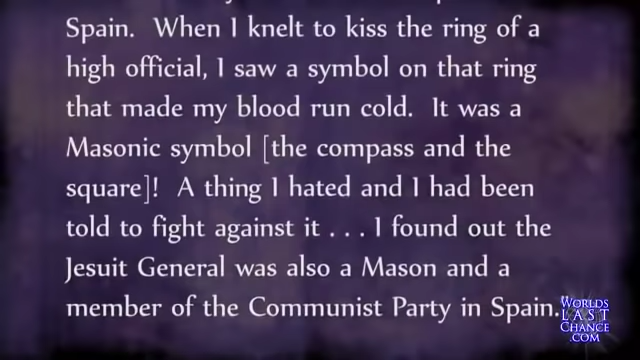 Spain. When I knelt to kiss the ring of a
high official, I saw a symbol on that ring
that made my blood run cold. It was a
Masonic symbol [the compass and the
square]! A thing I hated and I had been
told to fight against it . . . I found out the
Jesuit General was also a Mason and a
member of the Communist Party in Spain.
WORLDS
LAST
CHANCE
.COM